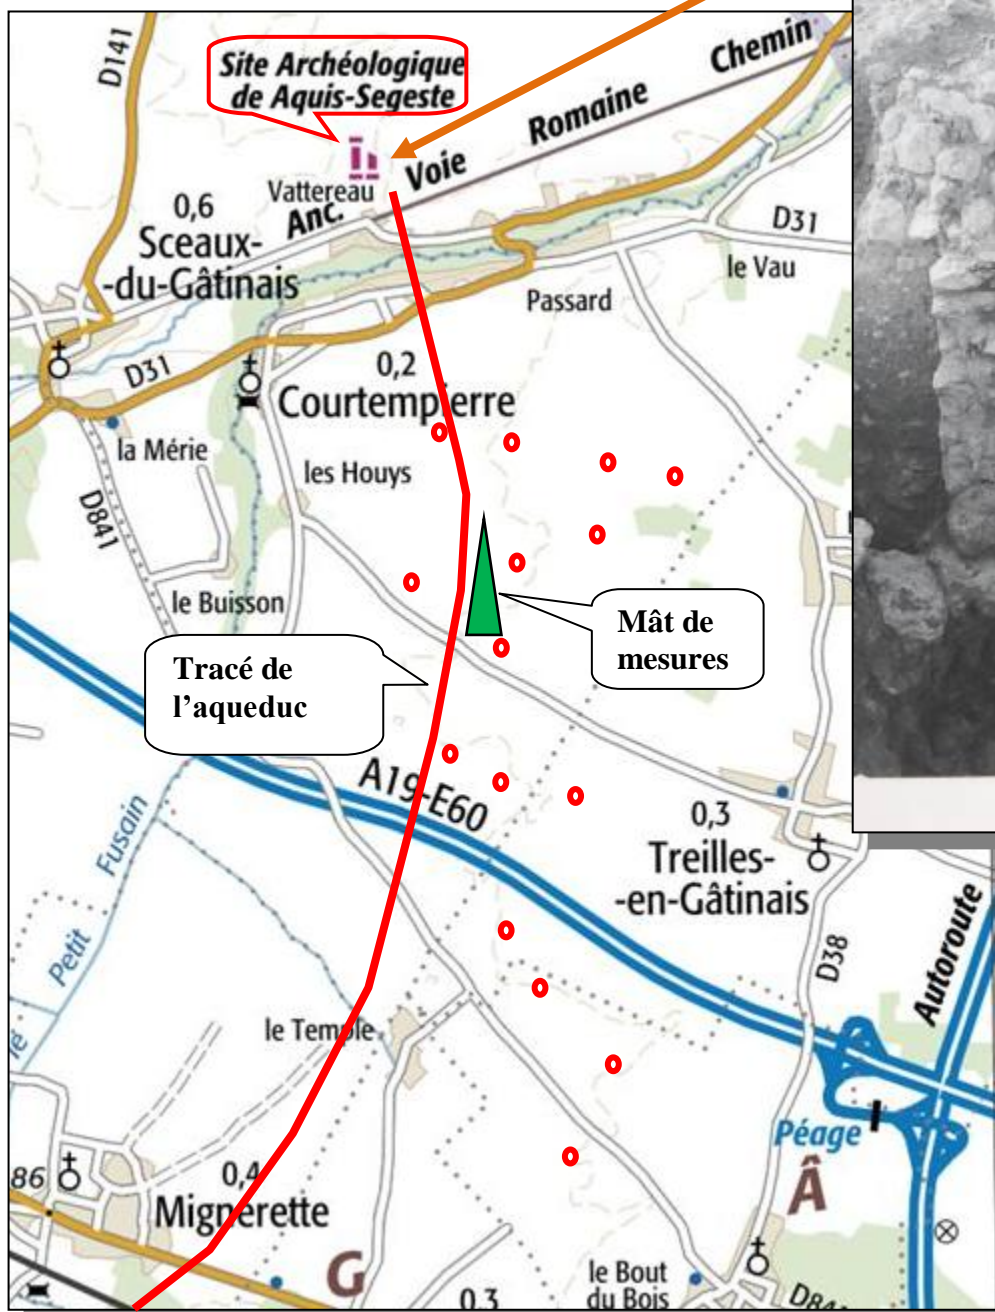 D141
Site Archéologique
de Aquis-Segeste
Anc. Voie Romaine Chemin
Vattereau
0,6
Sceaux-
-du-Gâtinais
D31
le Vau
Passard
D31
0,2
Courtempierre
la Mérie
les Houys
D841
le Buisson
Mât de
mesures
Tracé de
l'aqueduc
A19-E60
0,3
Treilles-
-en-Gâtinais
Petit Fusain
D38
Autoroute
le Temple
Péage
86
0,4
Mignerette
Â
G
le Bout
du Bois
0,3